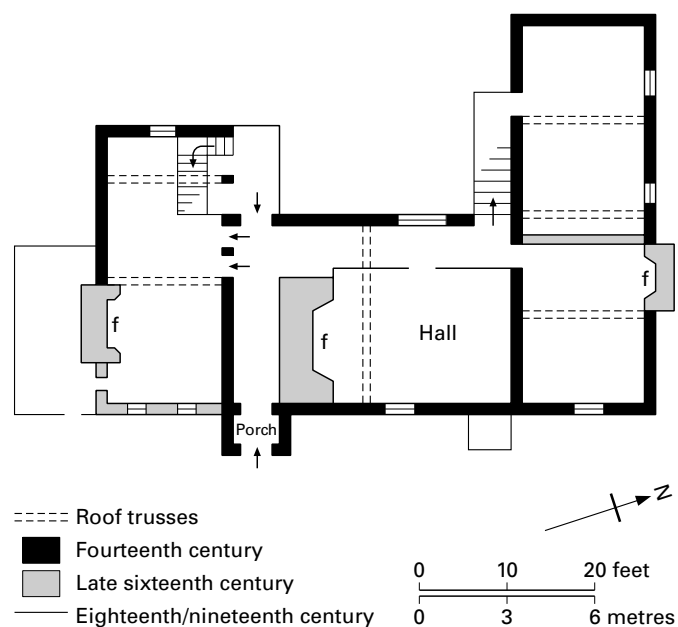 f
f
f
Hall
Porch
N
Roof trusses
Fourteenth century
Late sixteenth century
Eighteenth/nineteenth century
0 10 20 feet
0 3 6 metres